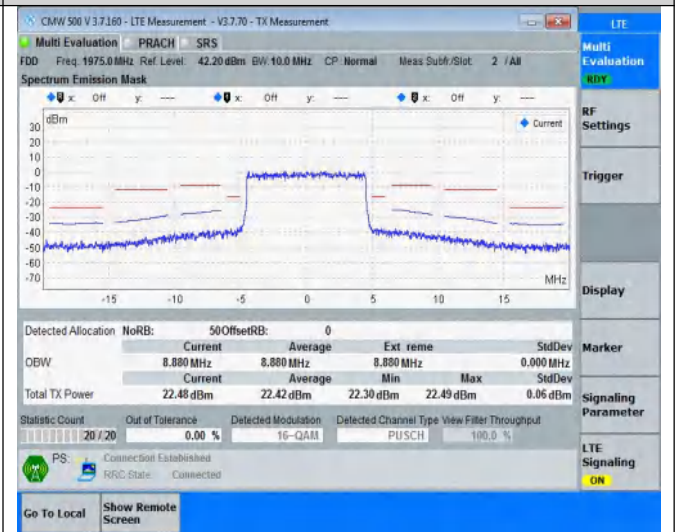 CMW 500 V 3.7.160 - LTE Measurement - V3.7.70 - TX Measurement
LTE
Multi Evaluation PRACH SRS
Multi Evaluation
RDY
FDD Freq: 1975.0 MHz Ref. Level: 42.20 dBm BW: 10.0 MHz CP: Normal Meas Subfr./Slot: 2 / All
Spectrum Emission Mask
x: Off y: --- x: Off y: --- x: Off y: ---
dBm
Current
30
20
10
0
-10
-20
-30
-40
-50
-60
-70
MHz
-15 -10 -5 0 5 10 15
RF Settings
Trigger
Display
Marker
Signaling Parameter
LTE Signaling
ON
Detected Allocation NoRB: 50 OffsetRB: 0
Current Average Ext reme StdDev
OBW 8.880 MHz 8.880 MHz 8.880 MHz 0.000 MHz
Current Average Min Max StdDev
Total TX Power 22.48 dBm 22.42 dBm 22.30 dBm 22.49 dBm 0.06 dBm
Statistic Count Out of Tolerance Detected Modulation Detected Channel Type View Filter Throughput
20 / 20 0.00 % 16-QAM PUSCH 100.0 %
PS: Connection Established
RRC State: Connected
Go To Local Show Remote Screen